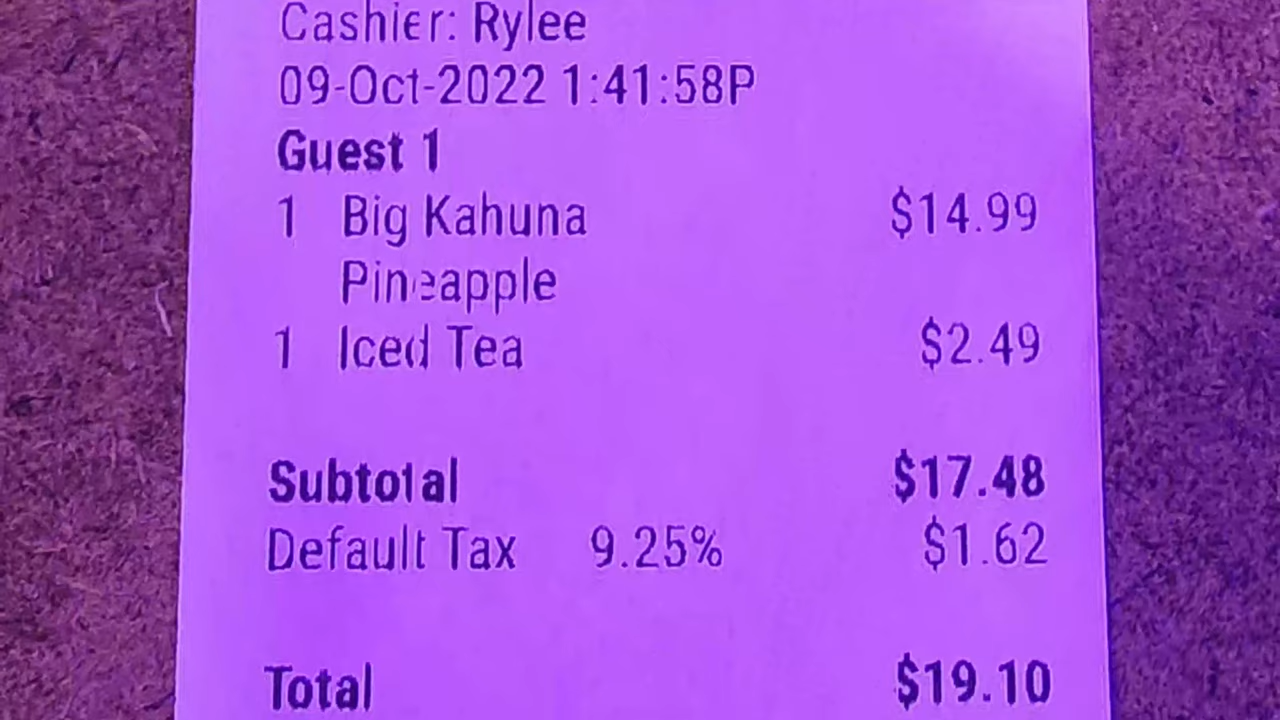 Cashier: Rylee
09-Oct-2022 1:41:58P
Guest 1
1 Big Kahuna $14.99
Pineapple
1 Iced Tea $2.49
Subtotal $17.48
Default Tax 9.25% $1.62
Total $19.10